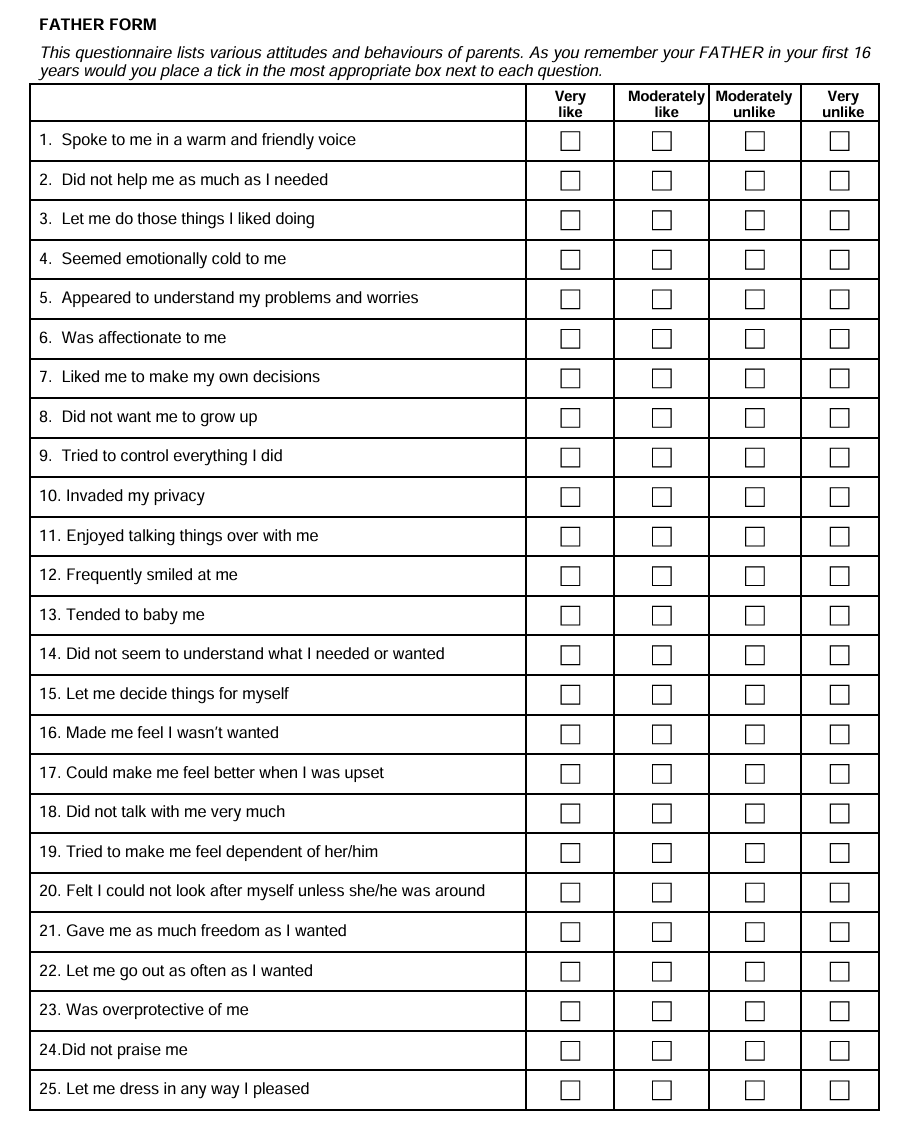 FATHER FORM
This questionnaire lists various attitudes and behaviours of parents. As you remember your FATHER in your first 16
years would you place a tick in the most appropriate box next to each question.
Very like Moderately like Moderately unlike Very unlike
1. Spoke to me in a warm and friendly voice
2. Did not help me as much as I needed
3. Let me do those things I liked doing
4. Seemed emotionally cold to me
5. Appeared to understand my problems and worries
6. Was affectionate to me
7. Liked me to make my own decisions
8. Did not want me to grow up
9. Tried to control everything I did
10. Invaded my privacy
11. Enjoyed talking things over with me
12. Frequently smiled at me
13. Tended to baby me
14. Did not seem to understand what I needed or wanted
15. Let me decide things for myself
16. Made me feel I wasn’t wanted
17. Could make me feel better when I was upset
18. Did not talk with me very much
19. Tried to make me feel dependent of her/him
20. Felt I could not look after myself unless she/he was around
21. Gave me as much freedom as I wanted
22. Let me go out as often as I wanted
23. Was overprotective of me
24.Did not praise me
25. Let me dress in any way I pleased